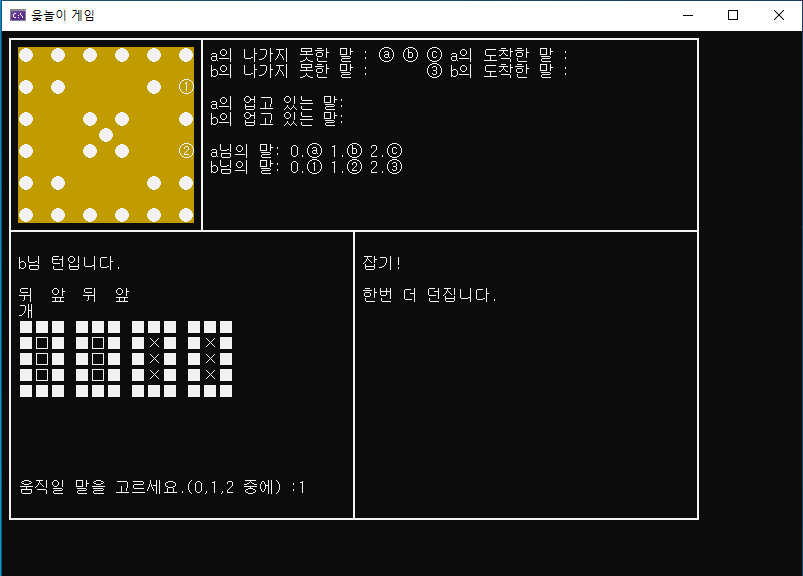 윷놀이 게임
①
②
a의 나가지 못한 말 : ⓐ ⓑ ⓒ a의 도착한 말 :
b의 나가지 못한 말 : ③ b의 도착한 말 :
a의 업고 있는 말:
b의 업고 있는 말:
a님의 말: 0.ⓐ 1.ⓑ 2.ⓒ
b님의 말: 0.① 1.② 2.③
b님 턴입니다.
뒤 앞 뒤 앞
개
움직일 말을 고르세요.(0,1,2 중에) :1
잡기!
한번 더 던집니다.